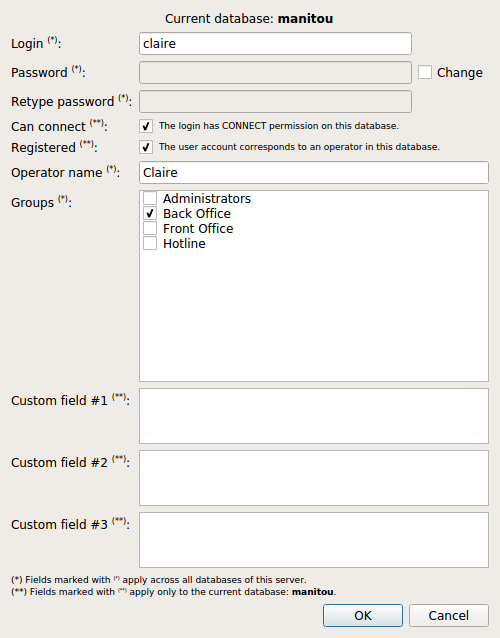 Current database: manitou
Login (*): claire
Password (*): Change
Retype password (*):
Can connect (**): The login has CONNECT permission on this database.
Registered (**): The user account corresponds to an operator in this database.
Operator name (*): Claire
Groups (*): Administrators
Back Office
Front Office
Hotline
Custom field #1 (**):
Custom field #2 (**):
Custom field #3 (**):
(*) Fields marked with (*) apply across all databases of this server.
(**) Fields marked with (**) apply only to the current database: manitou.
OK Cancel